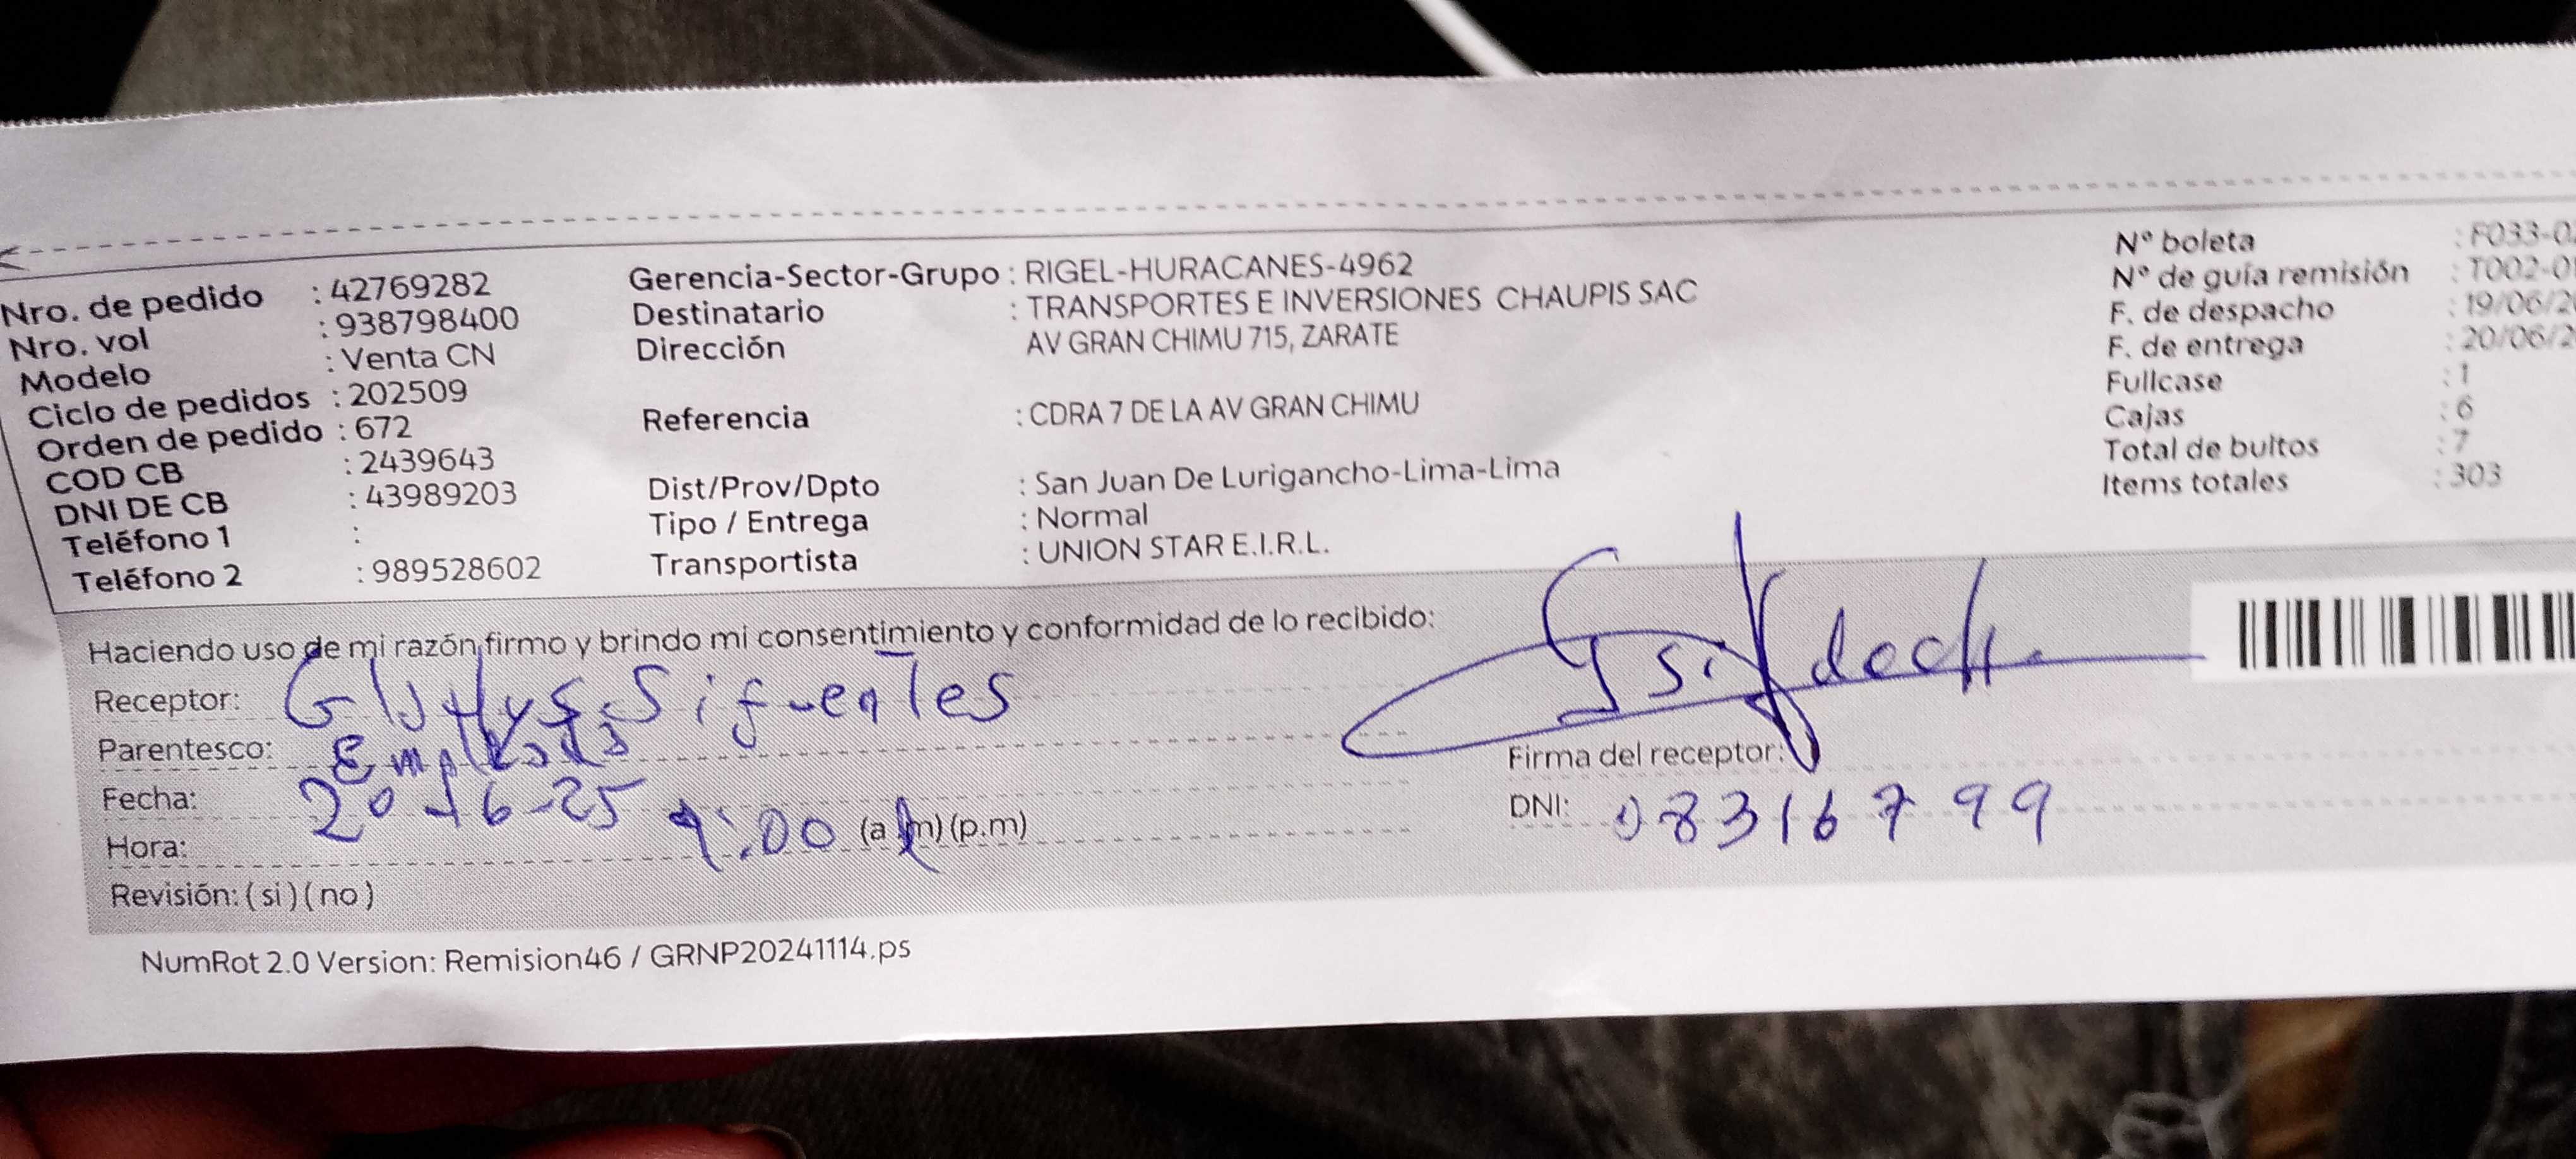 Nro. de pedido : 42769282
Nro. vol : 938798400
Modelo : Venta CN
Ciclo de pedidos : 202509
Orden de pedido : 672
COD CB : 2439643
DNI DE CB : 43989203
Teléfono 1 :
Teléfono 2 : 989528602
Gerencia-Sector-Grupo : RIGEL-HURACANES-4962
Destinatario : TRANSPORTES E INVERSIONES CHAUPIS SAC
Dirección AV GRAN CHIMU 715, ZARATE
Referencia : CDRA 7 DE LA AV GRAN CHIMU
Dist/Prov/Dpto : San Juan De Lurigancho-Lima-Lima
Tipo / Entrega : Normal
Transportista : UNION STAR E.I.R.L.
N° boleta : F033-0
N° de guía remisión : T002-0
F. de despacho : 19/06/2
F. de entrega : 20/06/2
Fullcase : 1
Cajas : 6
Total de bultos : 7
Items totales : 303
Haciendo uso de mi razón firmo y brindo mi consentimiento y conformidad de lo recibido:
Receptor: Sifuentes
Parentesco:
Fecha: 20-6-25
Hora: 9:00 (a.m) (p.m)
Revisión: ( si ) ( no )
Firma del receptor:
DNI: 08316799
NumRot 2.0 Version: Remision46 / GRNP20241114.ps